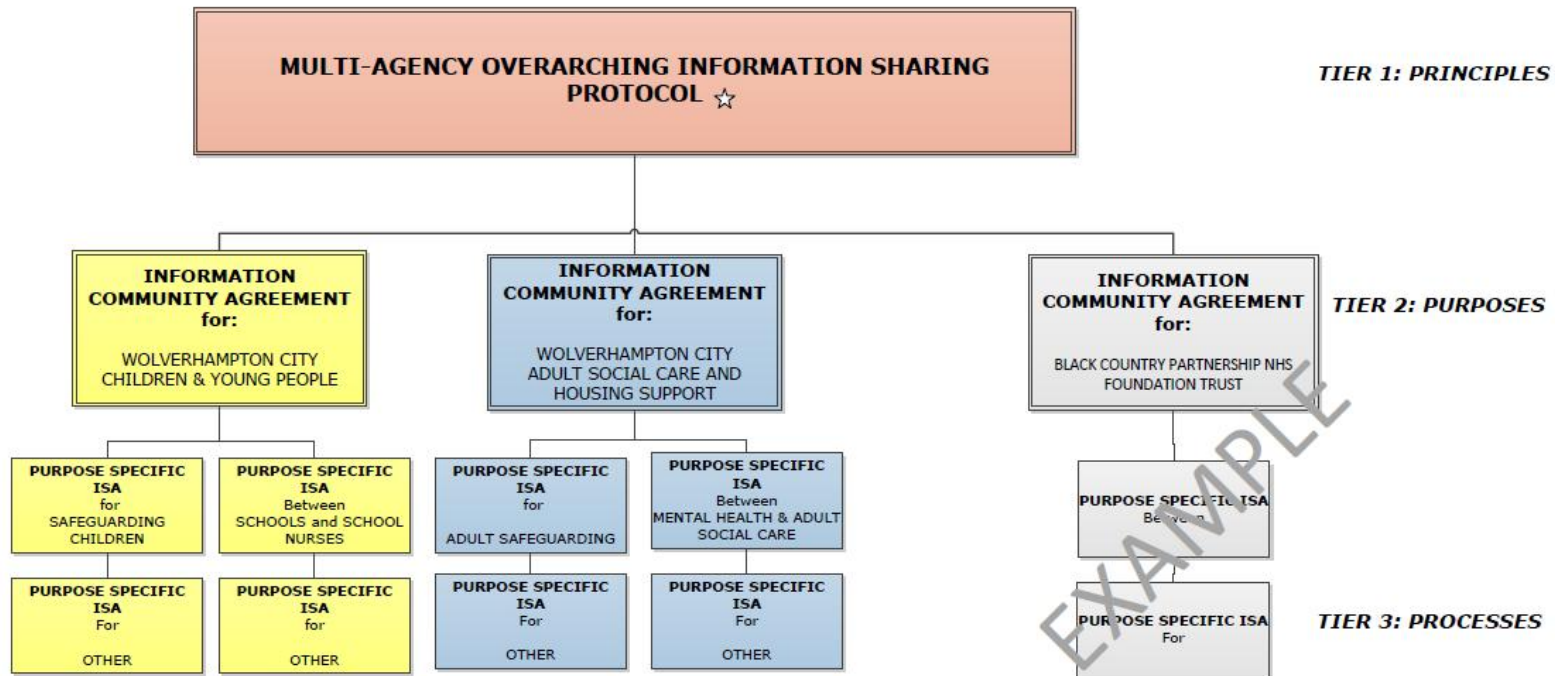 MULTI-AGENCY OVERARCHING INFORMATION SHARING
PROTOCOL ☆
TIER 1: PRINCIPLES
INFORMATION
COMMUNITY AGREEMENT
for:
WOLVERHAMPTON CITY
CHILDREN & YOUNG PEOPLE
INFORMATION
COMMUNITY AGREEMENT
for:
WOLVERHAMPTON CITY
ADULT SOCIAL CARE AND
HOUSING SUPPORT
INFORMATION
COMMUNITY AGREEMENT
for:
BLACK COUNTRY PARTNERSHIP NHS
FOUNDATION TRUST
TIER 2: PURPOSES
PURPOSE SPECIFIC
ISA
for
SAFEGUARDING
CHILDREN
PURPOSE SPECIFIC
ISA
Between
SCHOOLS and SCHOOL
NURSES
PURPOSE SPECIFIC
ISA
for
ADULT SAFEGUARDING
PURPOSE SPECIFIC
ISA
Between
MENTAL HEALTH & ADULT
SOCIAL CARE
PURPOSE SPECIFIC ISA
Between
PURPOSE SPECIFIC
ISA
For
OTHER
PURPOSE SPECIFIC
ISA
for
OTHER
PURPOSE SPECIFIC
ISA
For
OTHER
PURPOSE SPECIFIC
ISA
For
OTHER
PURPOSE SPECIFIC ISA
For
TIER 3: PROCESSES
EXAMPLE